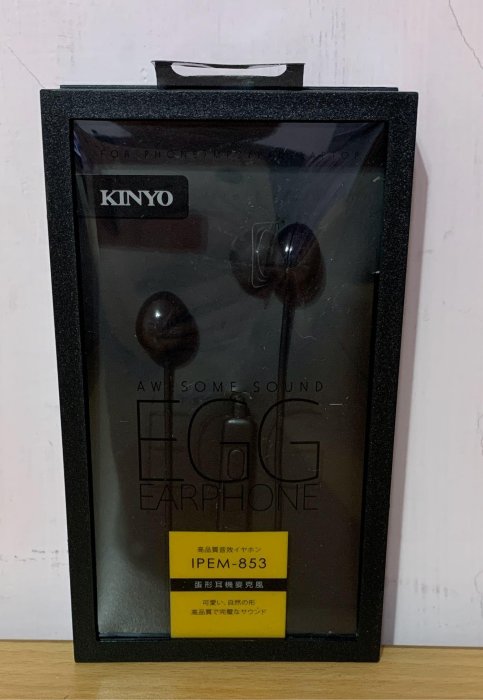 KINYO
AWESOME SOUND
EGG
EARPHONE
高品質音效イヤホン
IPEM-853
蛋形耳機麥克風
可愛い、自然の形
高品質で完璧なサウンド